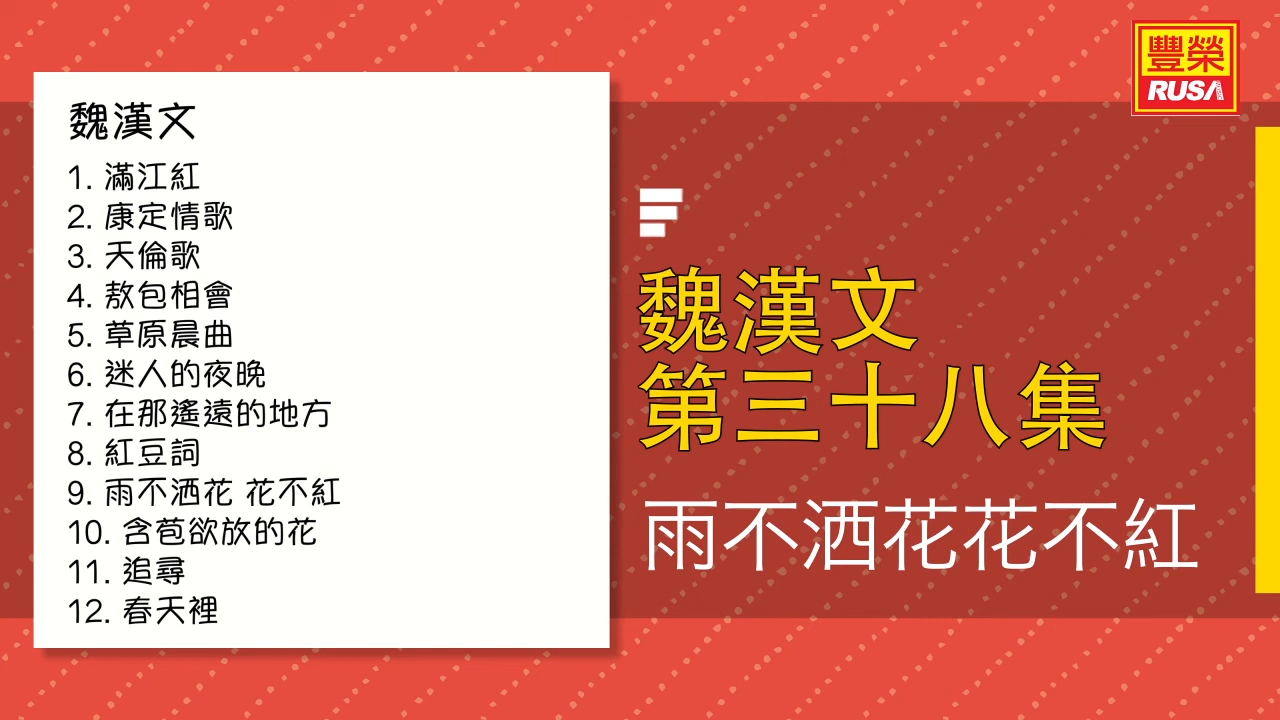 魏漢文
1. 滿江紅
2. 康定情歌
3. 天倫歌
4. 敖包相會
5. 草原晨曲
6. 迷人的夜晚
7. 在那遙遠的地方
8. 紅豆詞
9. 雨不洒花 花不紅
10. 含苞欲放的花
11. 追尋
12. 春天裡
豐榮
RUSA
魏漢文
第三十八集
雨不洒花花不紅